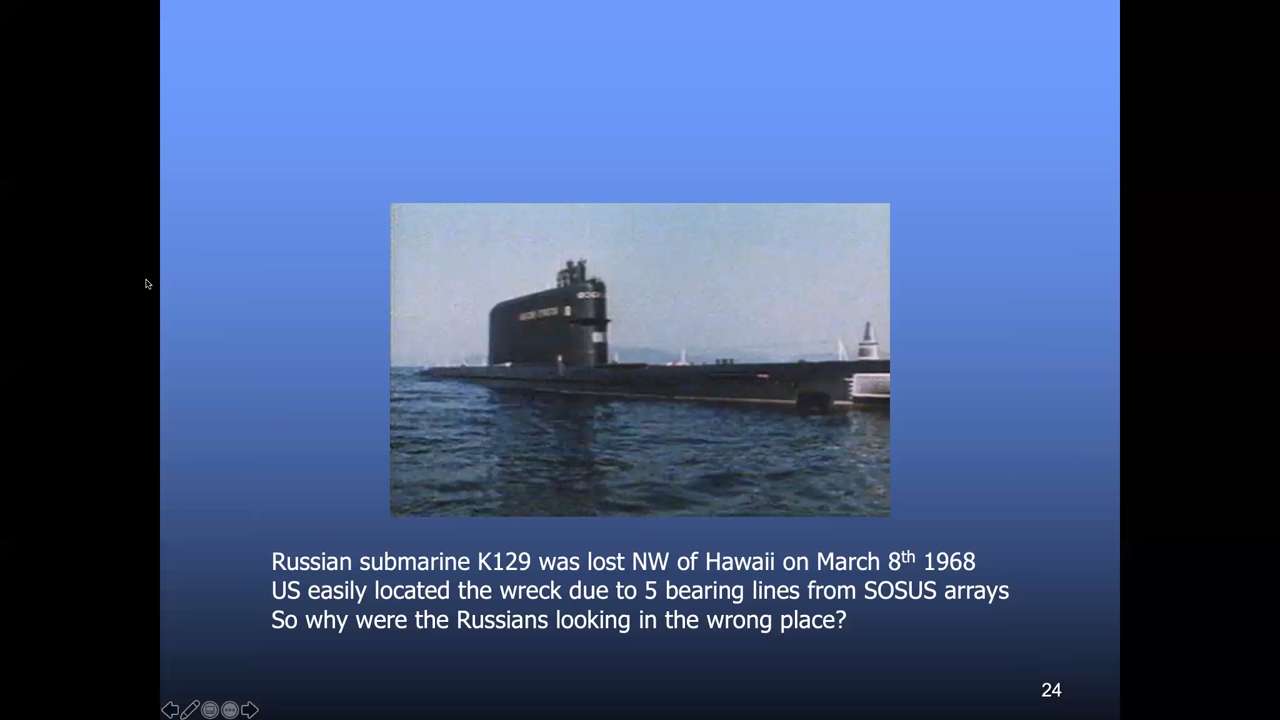 Russian submarine K129 was lost NW of Hawaii on March 8th 1968
US easily located the wreck due to 5 bearing lines from SOSUS arrays
So why were the Russians looking in the wrong place?
24